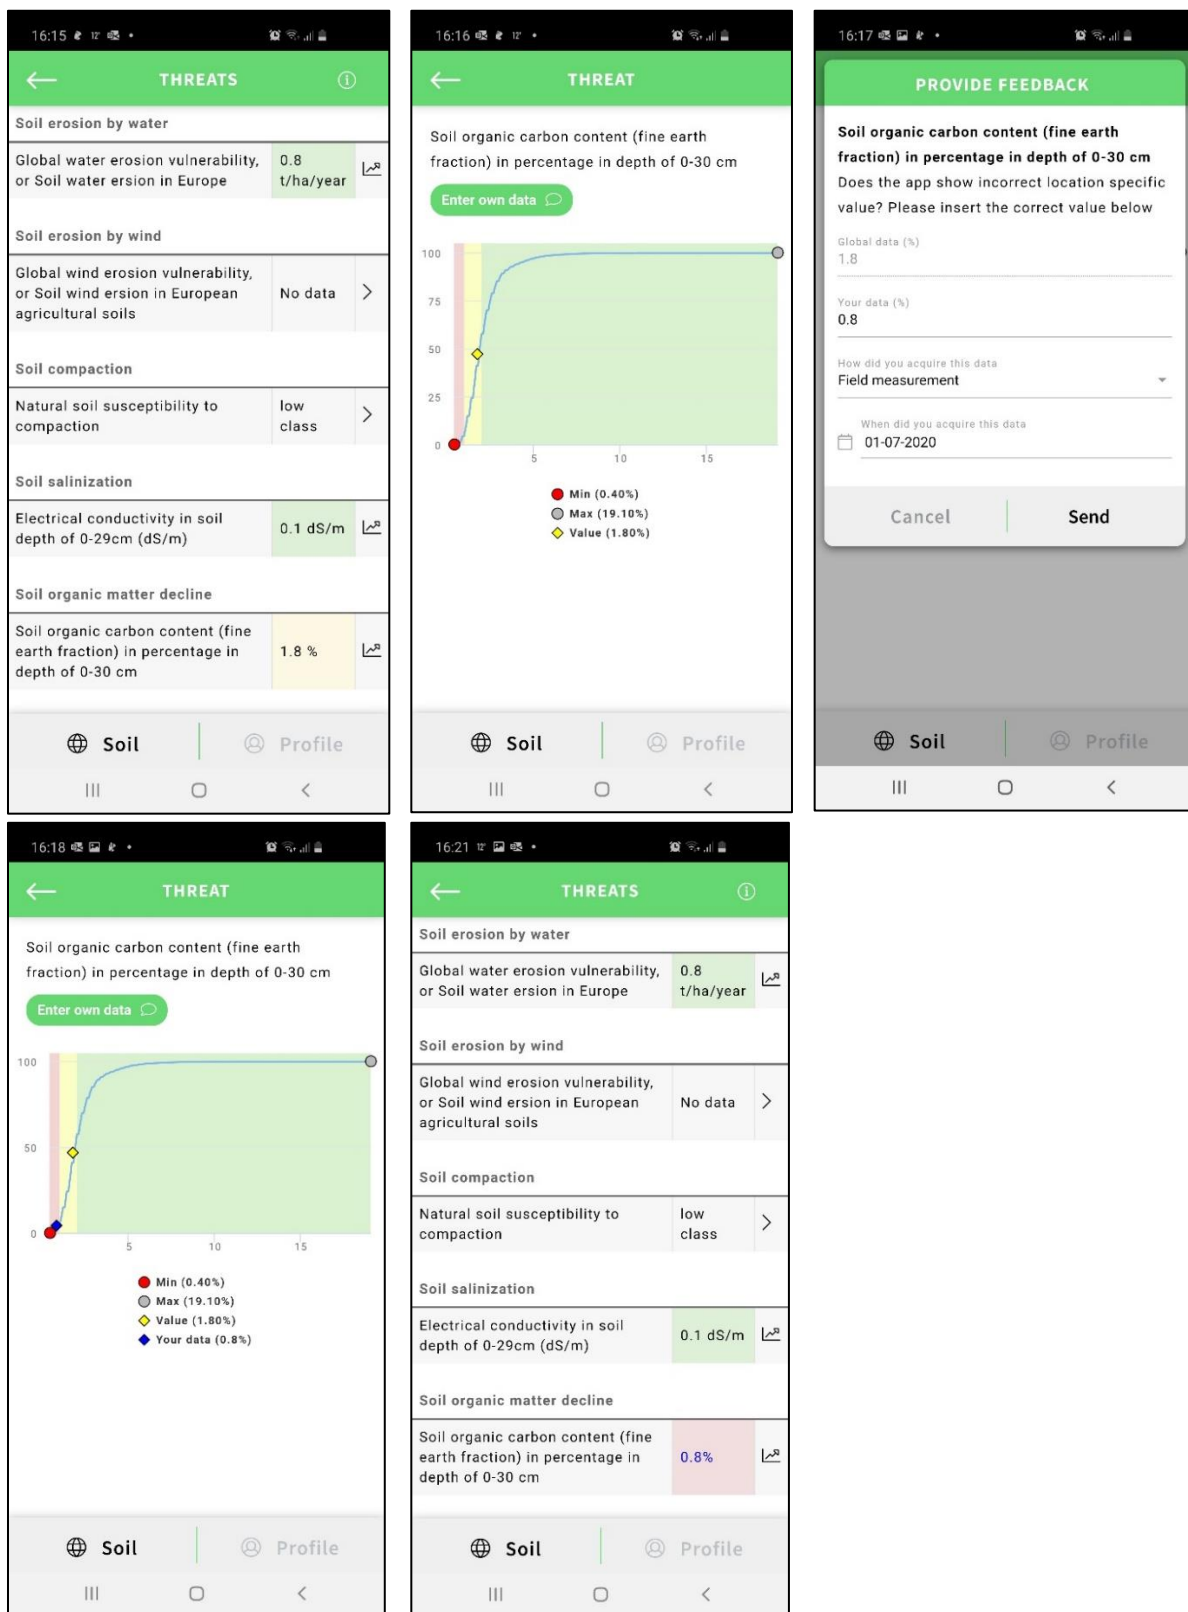 16:15 12°
THREATS
Soil erosion by water
Global water erosion vulnerability,
or Soil water ersion in Europe
0.8
t/ha/year
Soil erosion by wind
Global wind erosion vulnerability,
or Soil wind ersion in European
agricultural soils
No data
Soil compaction
Natural soil susceptibility to
compaction
low
class
Soil salinization
Electrical conductivity in soil
depth of 0-29cm (dS/m)
0.1 dS/m
Soil organic matter decline
Soil organic carbon content (fine
earth fraction) in percentage in
depth of 0-30 cm
1.8 %
Soil
Profile
16:16 12°
THREAT
Soil organic carbon content (fine earth
fraction) in percentage in depth of 0-30 cm
Enter own data
100
75
50
25
0
5 10 15
Min (0.40%)
Max (19.10%)
Value (1.80%)
Soil
Profile
16:17
PROVIDE FEEDBACK
Soil organic carbon content (fine earth
fraction) in percentage in depth of 0-30 cm
Does the app show incorrect location specific
value? Please insert the correct value below
Global data (%)
1.8
Your data (%)
0.8
How did you acquire this data
Field measurement
When did you acquire this data
01-07-2020
Cancel
Send
Soil
Profile
16:18
THREAT
Soil organic carbon content (fine earth
fraction) in percentage in depth of 0-30 cm
Enter own data
100
50
0
5 10 15
Min (0.40%)
Max (19.10%)
Value (1.80%)
Your data (0.8%)
Soil
Profile
16:21 12°
THREATS
Soil erosion by water
Global water erosion vulnerability,
or Soil water ersion in Europe
0.8
t/ha/year
Soil erosion by wind
Global wind erosion vulnerability,
or Soil wind ersion in European
agricultural soils
No data
Soil compaction
Natural soil susceptibility to
compaction
low
class
Soil salinization
Electrical conductivity in soil
depth of 0-29cm (dS/m)
0.1 dS/m
Soil organic matter decline
Soil organic carbon content (fine
earth fraction) in percentage in
depth of 0-30 cm
0.8%
Soil
Profile